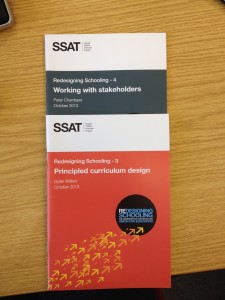 SSAT
Redesigning Schooling - 4
Working with stakeholders
Peter Chambers
October 2013
SSAT
Redesigning Schooling - 3
Principled curriculum design
Dylan Wiliam
October 2013
REDESIGNING
SCHOOLING